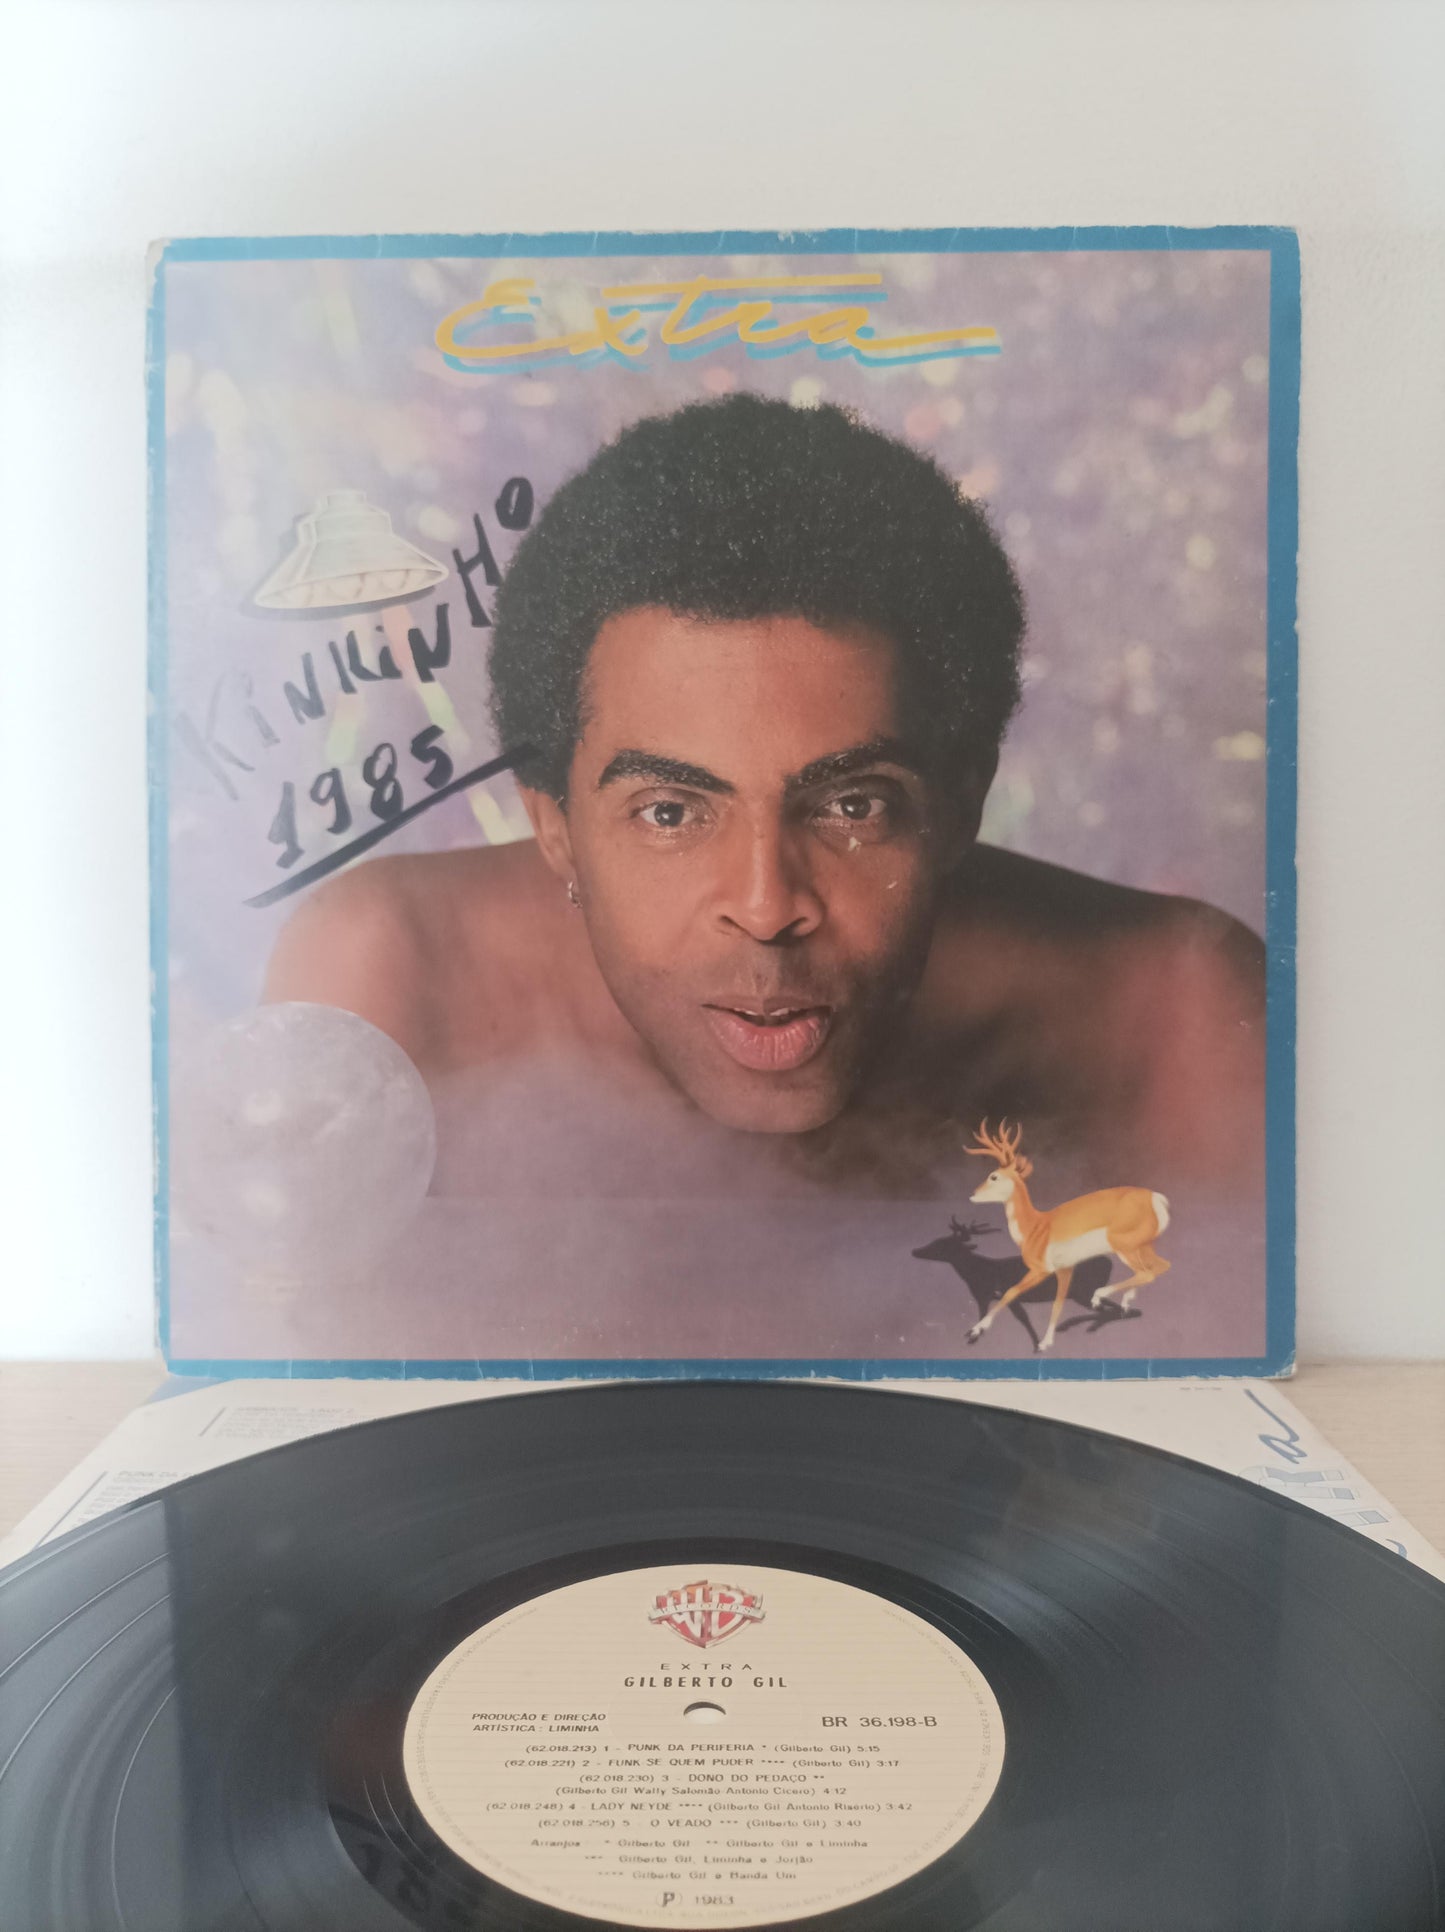 Extra
KiNKiNHO
1985
PUNK DA
WB
RECORDS
EXTRA
GILBERTO GIL
PRODUÇÃO E DIREÇÃO
ARTÍSTICA: LIMINHA
BR 36.198-B
(62.018.213) 1 - PUNK DA PERIFERIA * (Gilberto Gil) 5:15
(62.018.221) 2 - FUNK SE QUEM PUDER **** (Gilberto Gil) 3:17
(62.018.230) 3 - DONO DO PEDAÇO **
(Gilberto Gil Wally Salomão Antonio Cicero) 4:12
(62.018.248) 4 - LADY NEYDE **** (Gilberto Gil Antonio Risério) 3:42
(62.018.256) 5 - O VEADO *** (Gilberto Gil) 3:40
Arranjos: * Gilberto Gil ** Gilberto Gil e Liminha
*** Gilberto Gil, Liminha e Jorjão
**** Gilberto Gil e Banda Um
(P) 1983